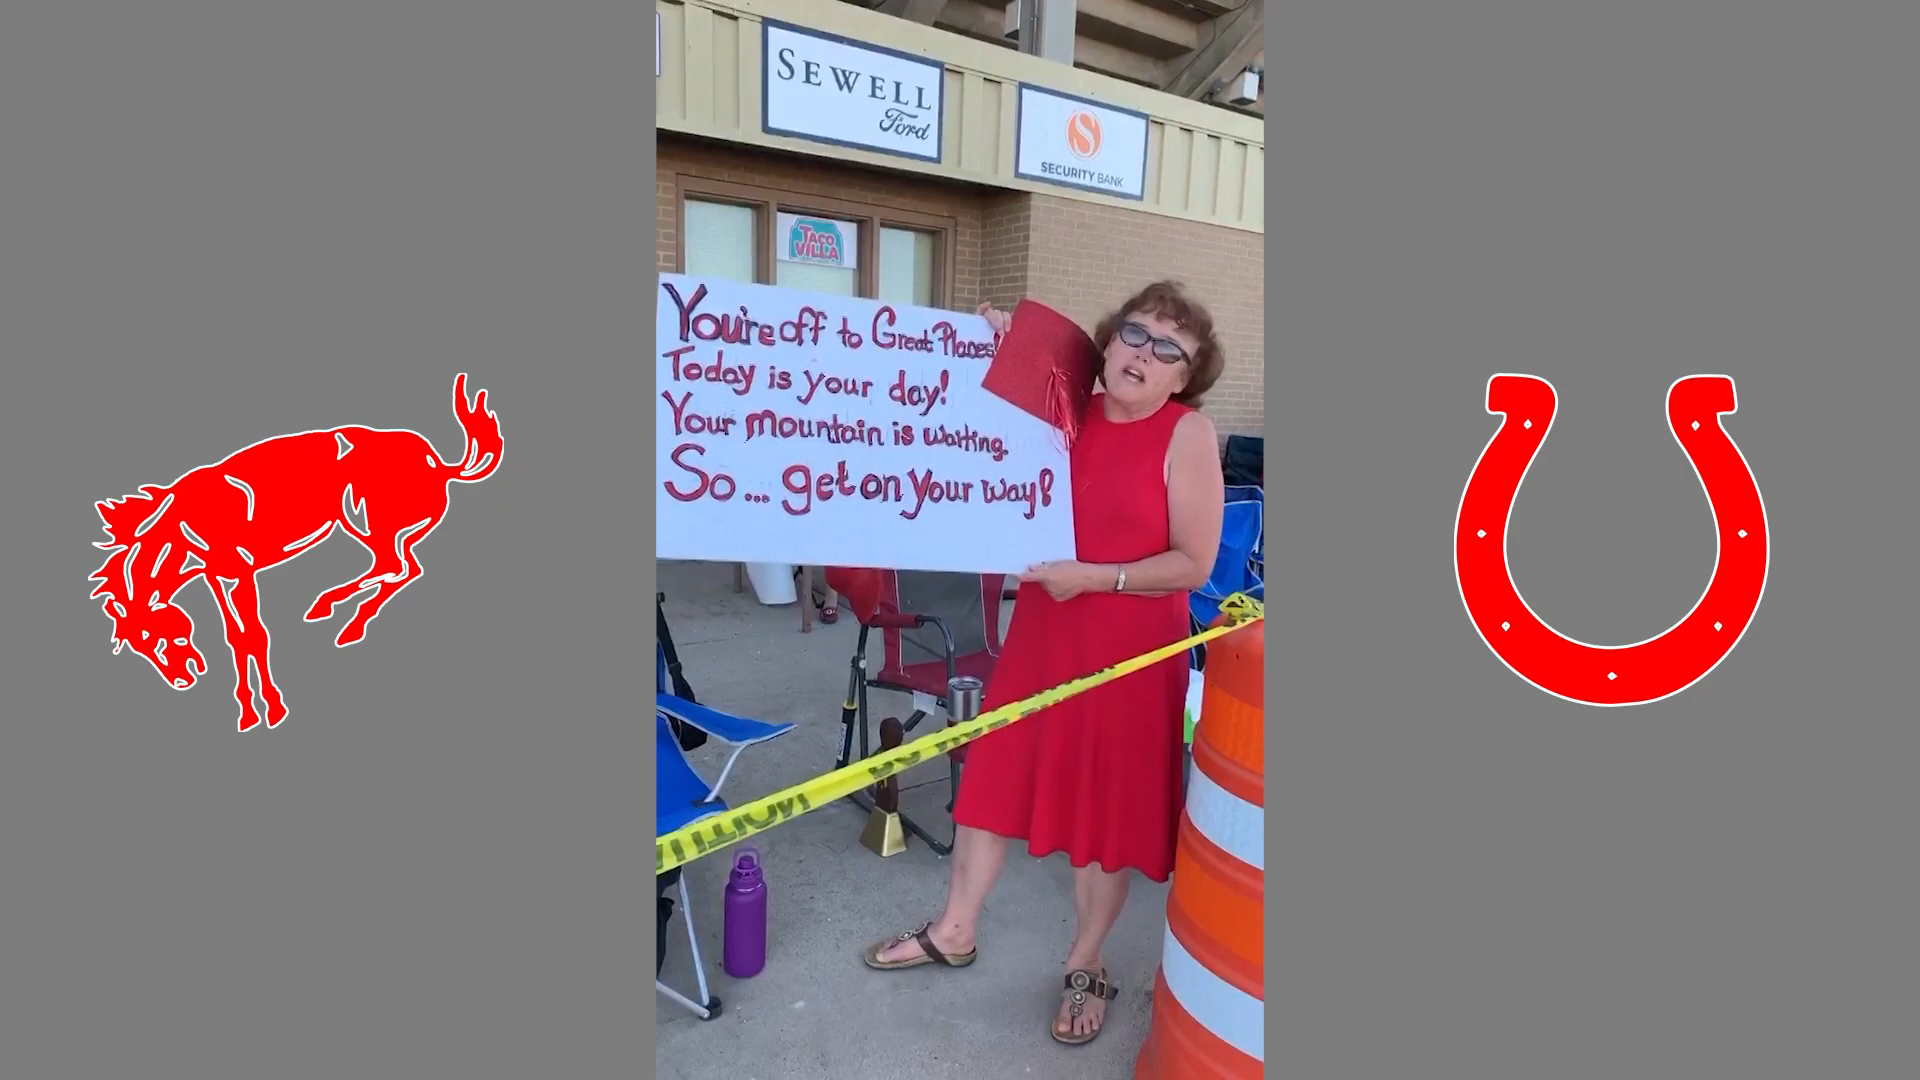 SEWELL
Ford
S
SECURITY BANK
TACO
VILLA
You're off to Great Places!
Today is your day!
Your mountain is waiting.
So... get on your way!